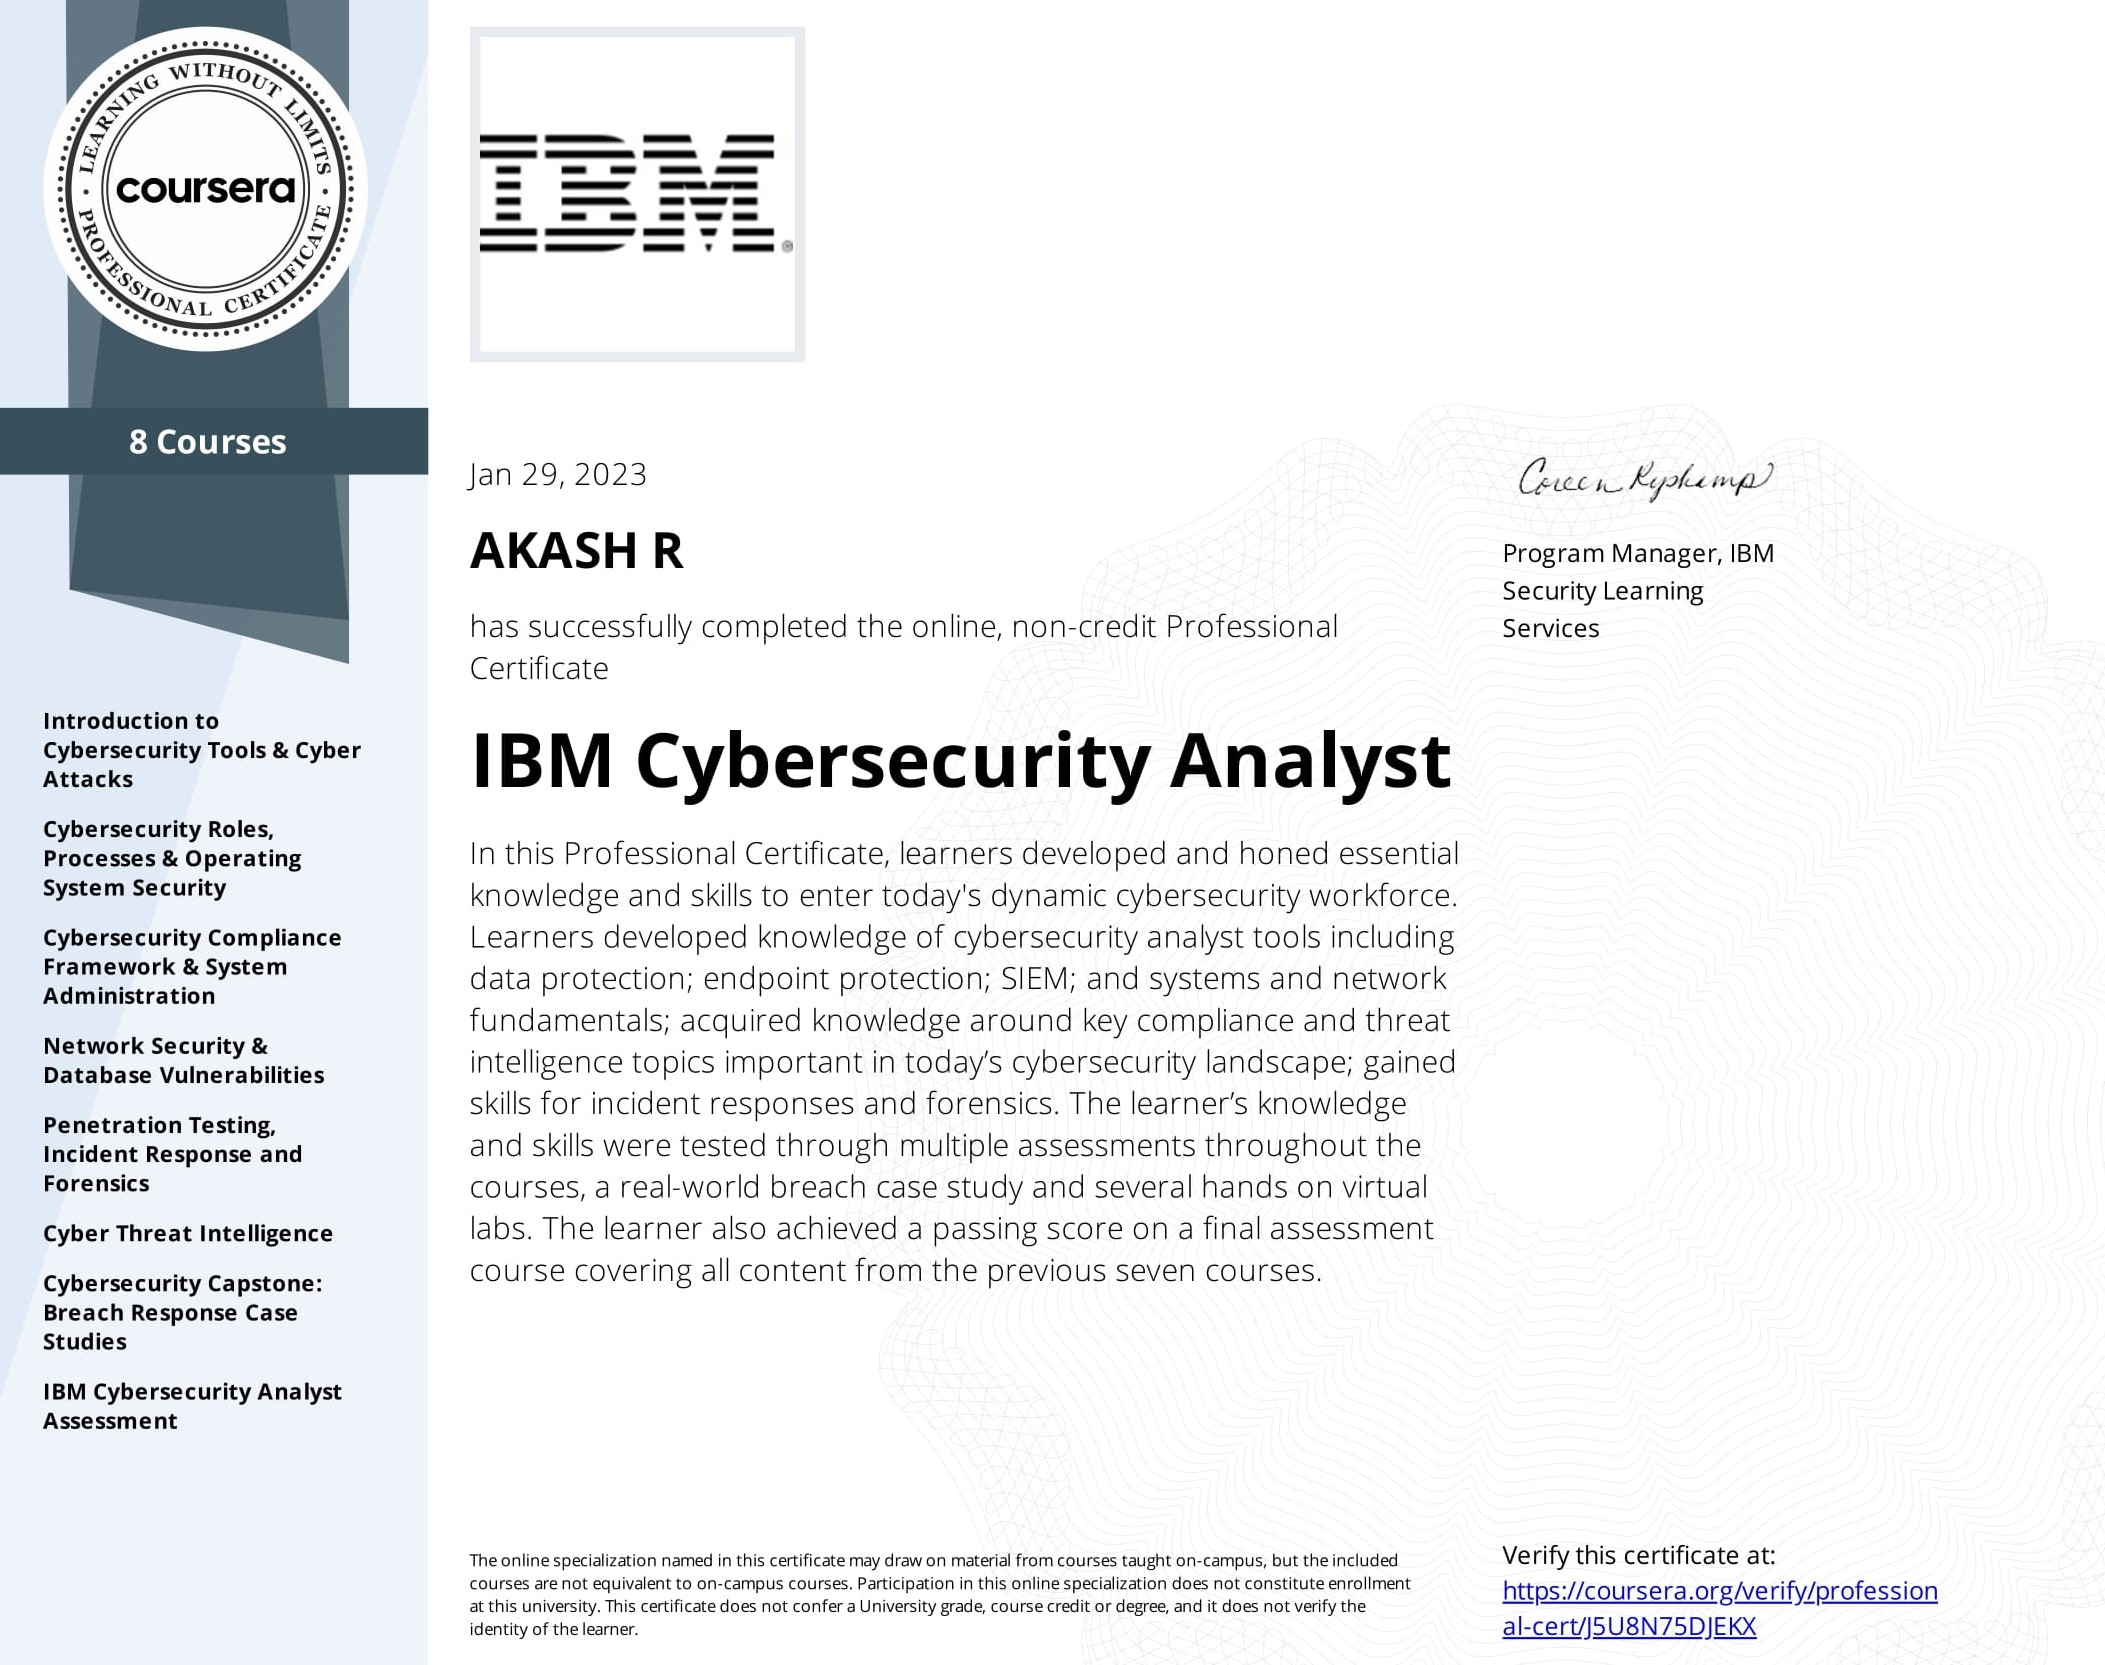 LEARNING WITHOUT LIMITS
coursera
PROFESSIONAL CERTIFICATE
8 Courses
Introduction to
Cybersecurity Tools & Cyber
Attacks
Cybersecurity Roles,
Processes & Operating
System Security
Cybersecurity Compliance
Framework & System
Administration
Network Security &
Database Vulnerabilities
Penetration Testing,
Incident Response and
Forensics
Cyber Threat Intelligence
Cybersecurity Capstone:
Breach Response Case
Studies
IBM Cybersecurity Analyst
Assessment
IBM®
Jan 29, 2023
AKASH R
has successfully completed the online, non-credit Professional
Certificate
IBM Cybersecurity Analyst
In this Professional Certificate, learners developed and honed essential
knowledge and skills to enter today's dynamic cybersecurity workforce.
Learners developed knowledge of cybersecurity analyst tools including
data protection; endpoint protection; SIEM; and systems and network
fundamentals; acquired knowledge around key compliance and threat
intelligence topics important in today’s cybersecurity landscape; gained
skills for incident responses and forensics. The learner’s knowledge
and skills were tested through multiple assessments throughout the
courses, a real-world breach case study and several hands on virtual
labs. The learner also achieved a passing score on a final assessment
course covering all content from the previous seven courses.
The online specialization named in this certificate may draw on material from courses taught on-campus, but the included
courses are not equivalent to on-campus courses. Participation in this online specialization does not constitute enrollment
at this university. This certificate does not confer a University grade, course credit or degree, and it does not verify the
identity of the learner.
Coreen Ryskamp
Program Manager, IBM
Security Learning
Services
Verify this certificate at:
https://coursera.org/verify/profession
al-cert/J5U8N75DJEKX